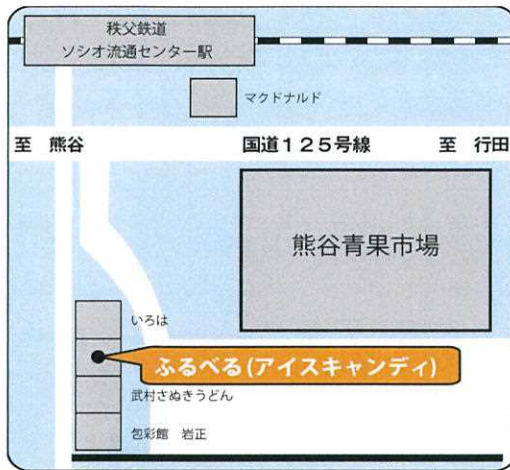 秩父鉄道
ソシオ流通センター駅
マクドナルド
至 熊谷
国道125号線
至 行田
熊谷青果市場
いろは
ふるべる(アイスキャンディ)
武村さぬきうどん
包彩館 岩正